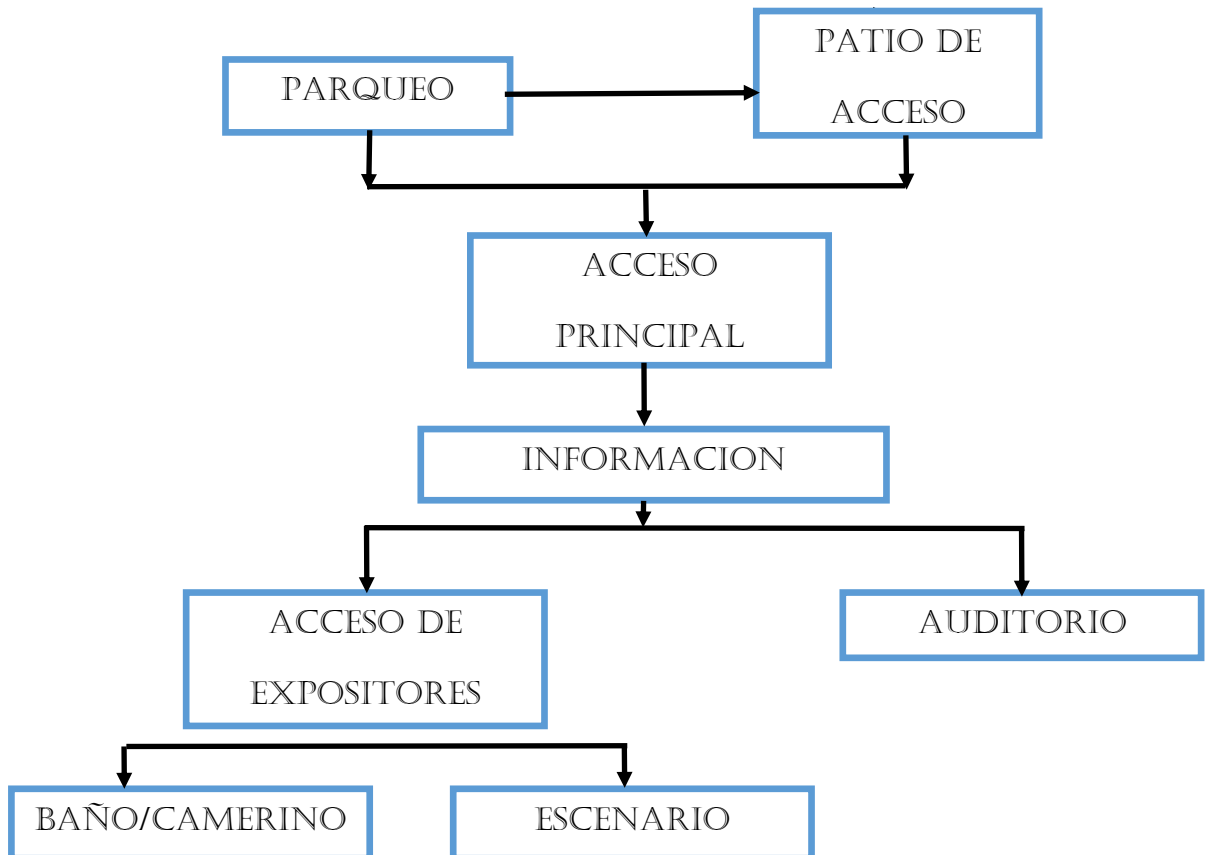 PARQUEO
PATIO DE
ACCESO
ACCESO
PRINCIPAL
INFORMACION
ACCESO DE
EXPOSITORES
AUDITORIO
BAÑO/CAMERINO
ESCENARIO